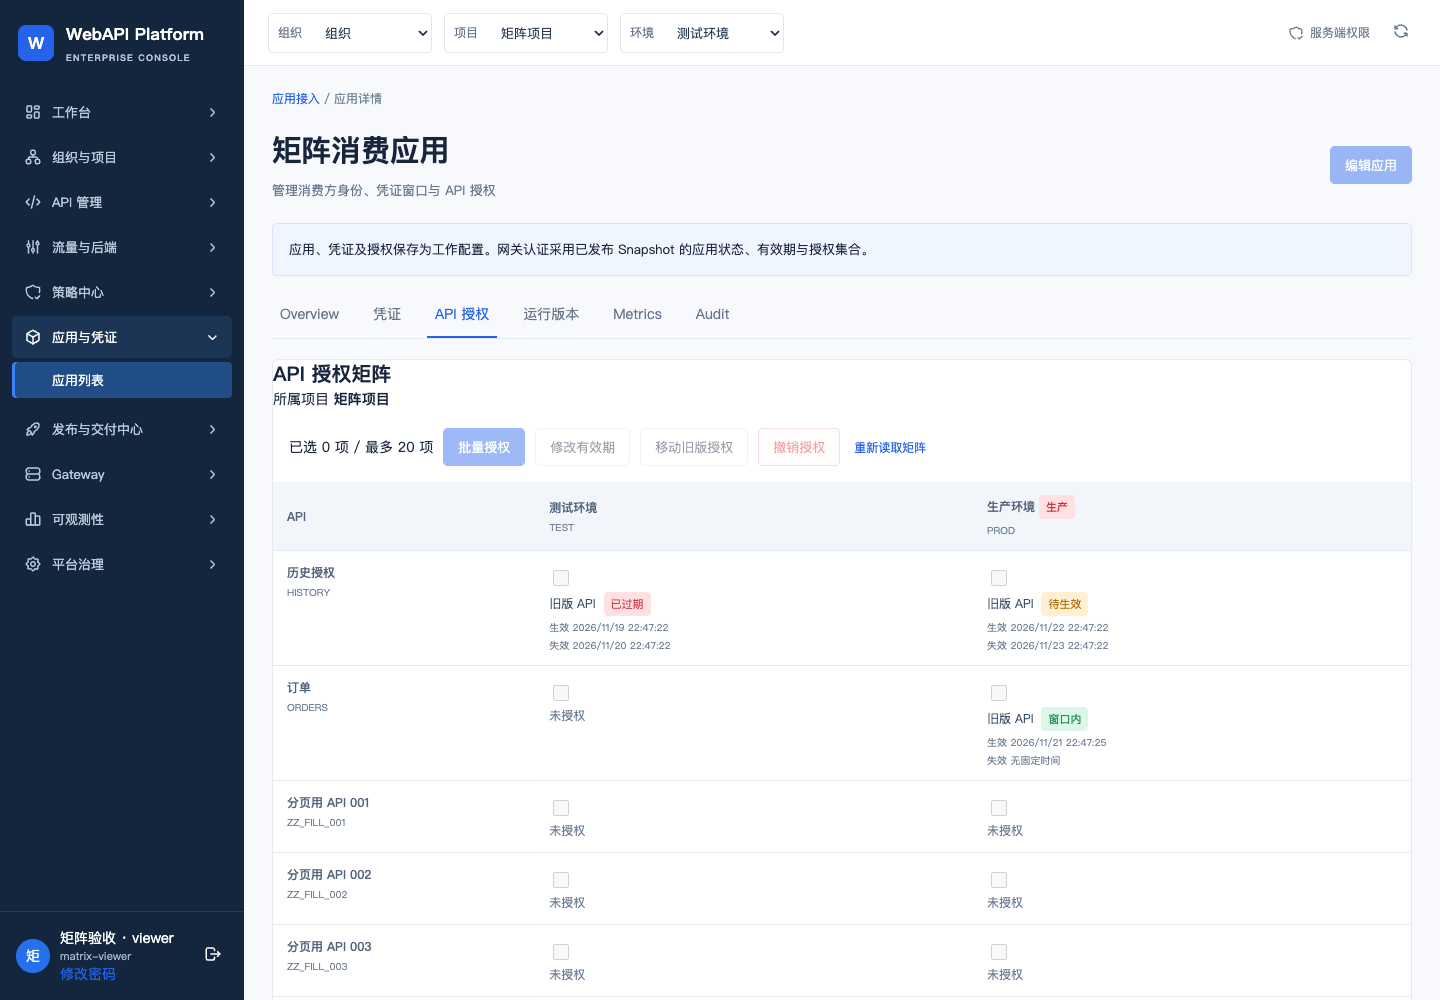 W
WebAPI Platform
ENTERPRISE CONSOLE
工作台
组织与项目
API 管理
流量与后端
策略中心
应用与凭证
应用列表
发布与交付中心
Gateway
可观测性
平台治理
矩
矩阵验收 · viewer
matrix-viewer
修改密码
组织 组织
项目 矩阵项目
环境 测试环境
服务端权限
应用接入 / 应用详情
矩阵消费应用
管理消费方身份、凭证窗口与 API 授权
编辑应用
应用、凭证及授权保存为工作配置。网关认证采用已发布 Snapshot 的应用状态、有效期与授权集合。
Overview 凭证 API 授权 运行版本 Metrics Audit
API 授权矩阵
所属项目 矩阵项目
已选 0 项 / 最多 20 项 批量授权 修改有效期 移动旧版授权 撤销授权 重新读取矩阵
API
测试环境
TEST
生产环境 生产
PROD
历史授权
HISTORY
旧版 API 已过期
生效 2026/11/19 22:47:22
失效 2026/11/20 22:47:22
旧版 API 待生效
生效 2026/11/22 22:47:22
失效 2026/11/23 22:47:22
订单
ORDERS
未授权
旧版 API 窗口内
生效 2026/11/21 22:47:25
失效 无固定时间
分页用 API 001
ZZ_FILL_001
未授权
未授权
分页用 API 002
ZZ_FILL_002
未授权
未授权
分页用 API 003
ZZ_FILL_003
未授权
未授权